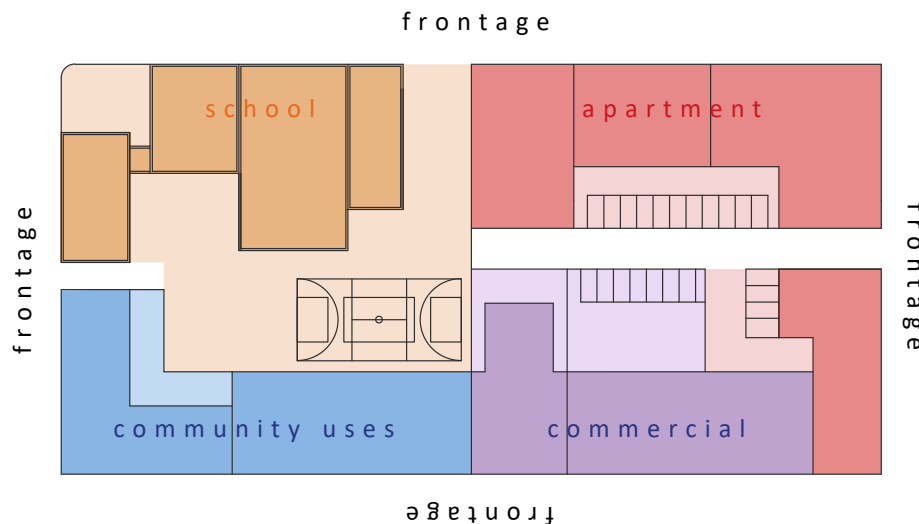 frontage
school
apartment
frontage
frontage
community uses
commercial
frontage